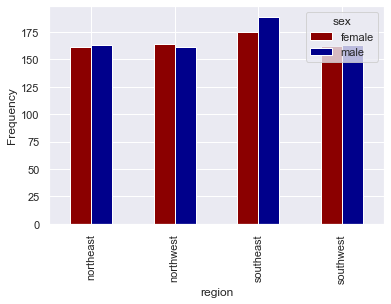 sex
female
male
175
150
125
100
75
50
25
0
Frequency
northeast
northwest
southeast
southwest
region